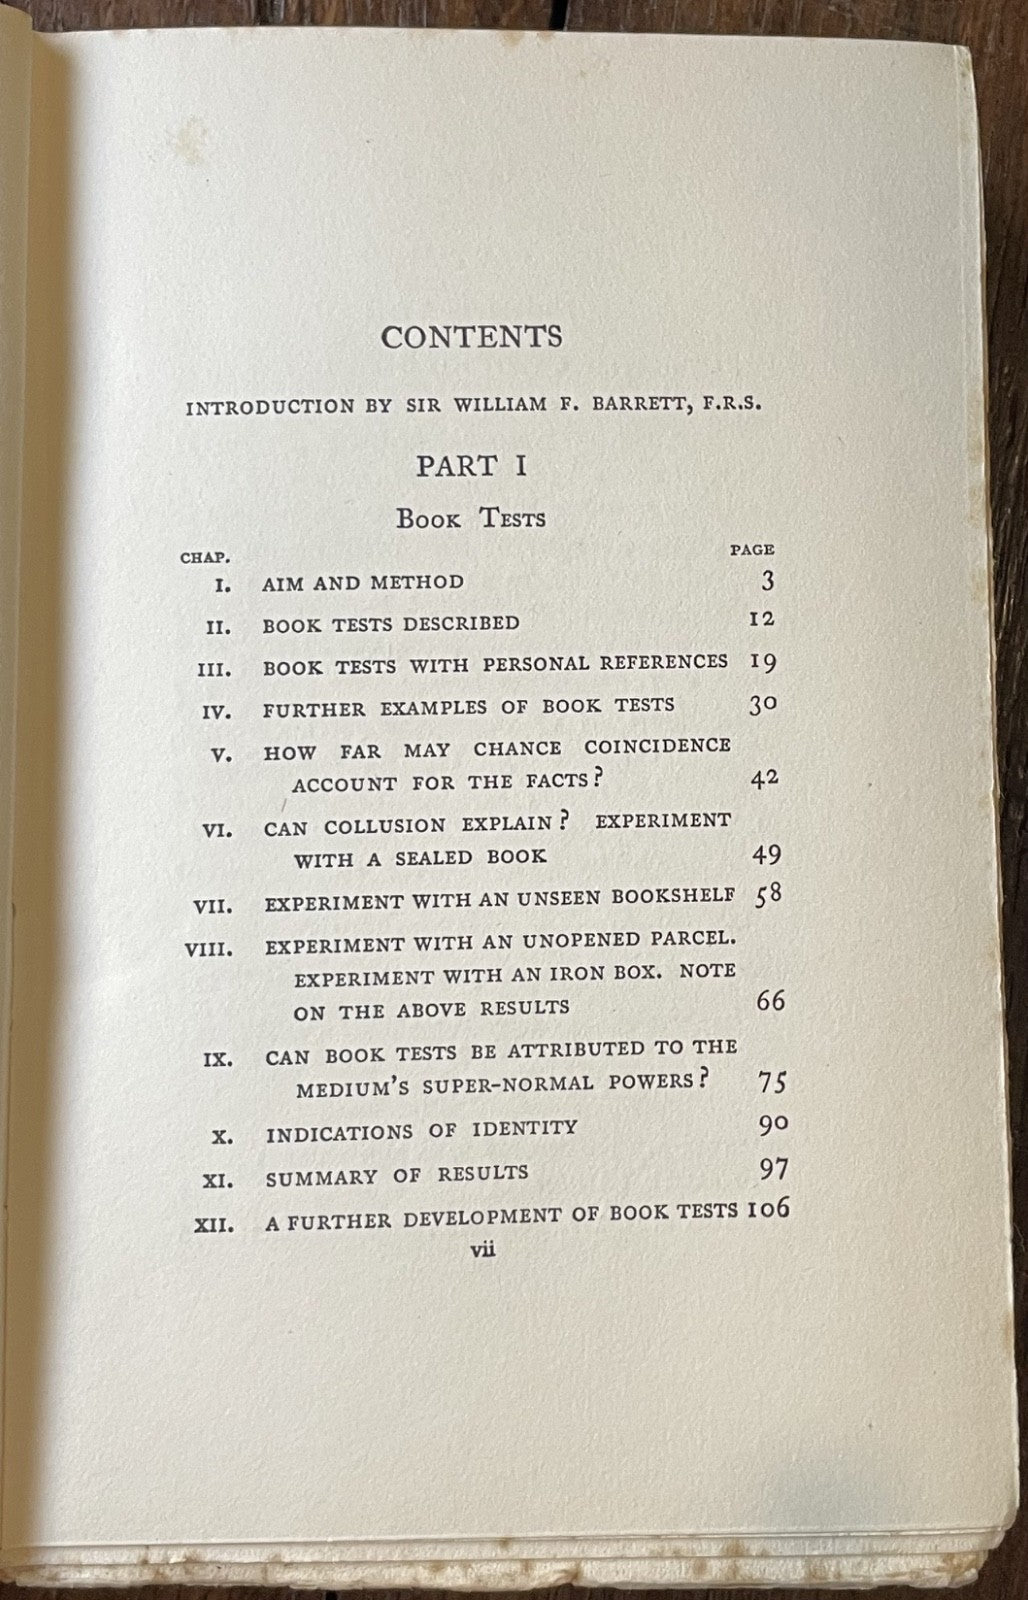 CONTENTS
INTRODUCTION BY SIR WILLIAM F. BARRETT, F.R.S.
PART I
BOOK TESTS
CHAP. PAGE
I. AIM AND METHOD 3
II. BOOK TESTS DESCRIBED 12
III. BOOK TESTS WITH PERSONAL REFERENCES 19
IV. FURTHER EXAMPLES OF BOOK TESTS 30
V. HOW FAR MAY CHANCE COINCIDENCE
ACCOUNT FOR THE FACTS? 42
VI. CAN COLLUSION EXPLAIN? EXPERIMENT
WITH A SEALED BOOK 49
VII. EXPERIMENT WITH AN UNSEEN BOOKSHELF 58
VIII. EXPERIMENT WITH AN UNOPENED PARCEL.
EXPERIMENT WITH AN IRON BOX. NOTE
ON THE ABOVE RESULTS 66
IX. CAN BOOK TESTS BE ATTRIBUTED TO THE
MEDIUM'S SUPER-NORMAL POWERS? 75
X. INDICATIONS OF IDENTITY 90
XI. SUMMARY OF RESULTS 97
XII. A FURTHER DEVELOPMENT OF BOOK TESTS 106
vii